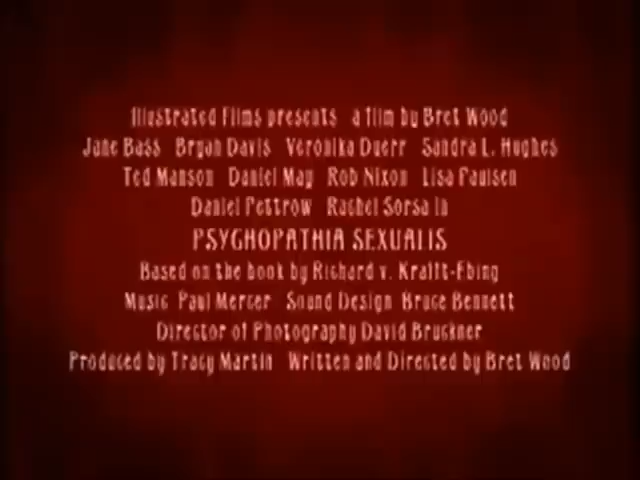 Illustrated Films presents a film by Bret Wood
Jane Bass Bryan Davis Veronika Duerr Sandra L. Hughes
Ted Manson Daniel May Rob Nixon Lisa Paulsen
Daniel Pettrow Rachel Sorsa in
PSYCHOPATHIA SEXUALIS
Based on the book by Richard v. Krafft-Ebing
Music Paul Mercer Sound Design Bruce Bennett
Director of Photography David Bruckner
Produced by Tracy Martin Written and Directed by Bret Wood